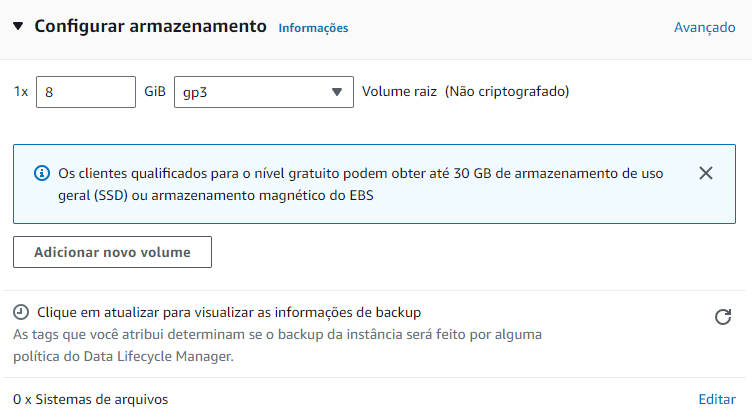 Configurar armazenamento Informações Avançado
1x 8 GiB gp3 Volume raiz (Não criptografado)
Os clientes qualificados para o nível gratuito podem obter até 30 GB de armazenamento de uso
geral (SSD) ou armazenamento magnético do EBS
Adicionar novo volume
Clique em atualizar para visualizar as informações de backup
As tags que você atribui determinam se o backup da instância será feito por alguma
política do Data Lifecycle Manager.
0 x Sistemas de arquivos Editar